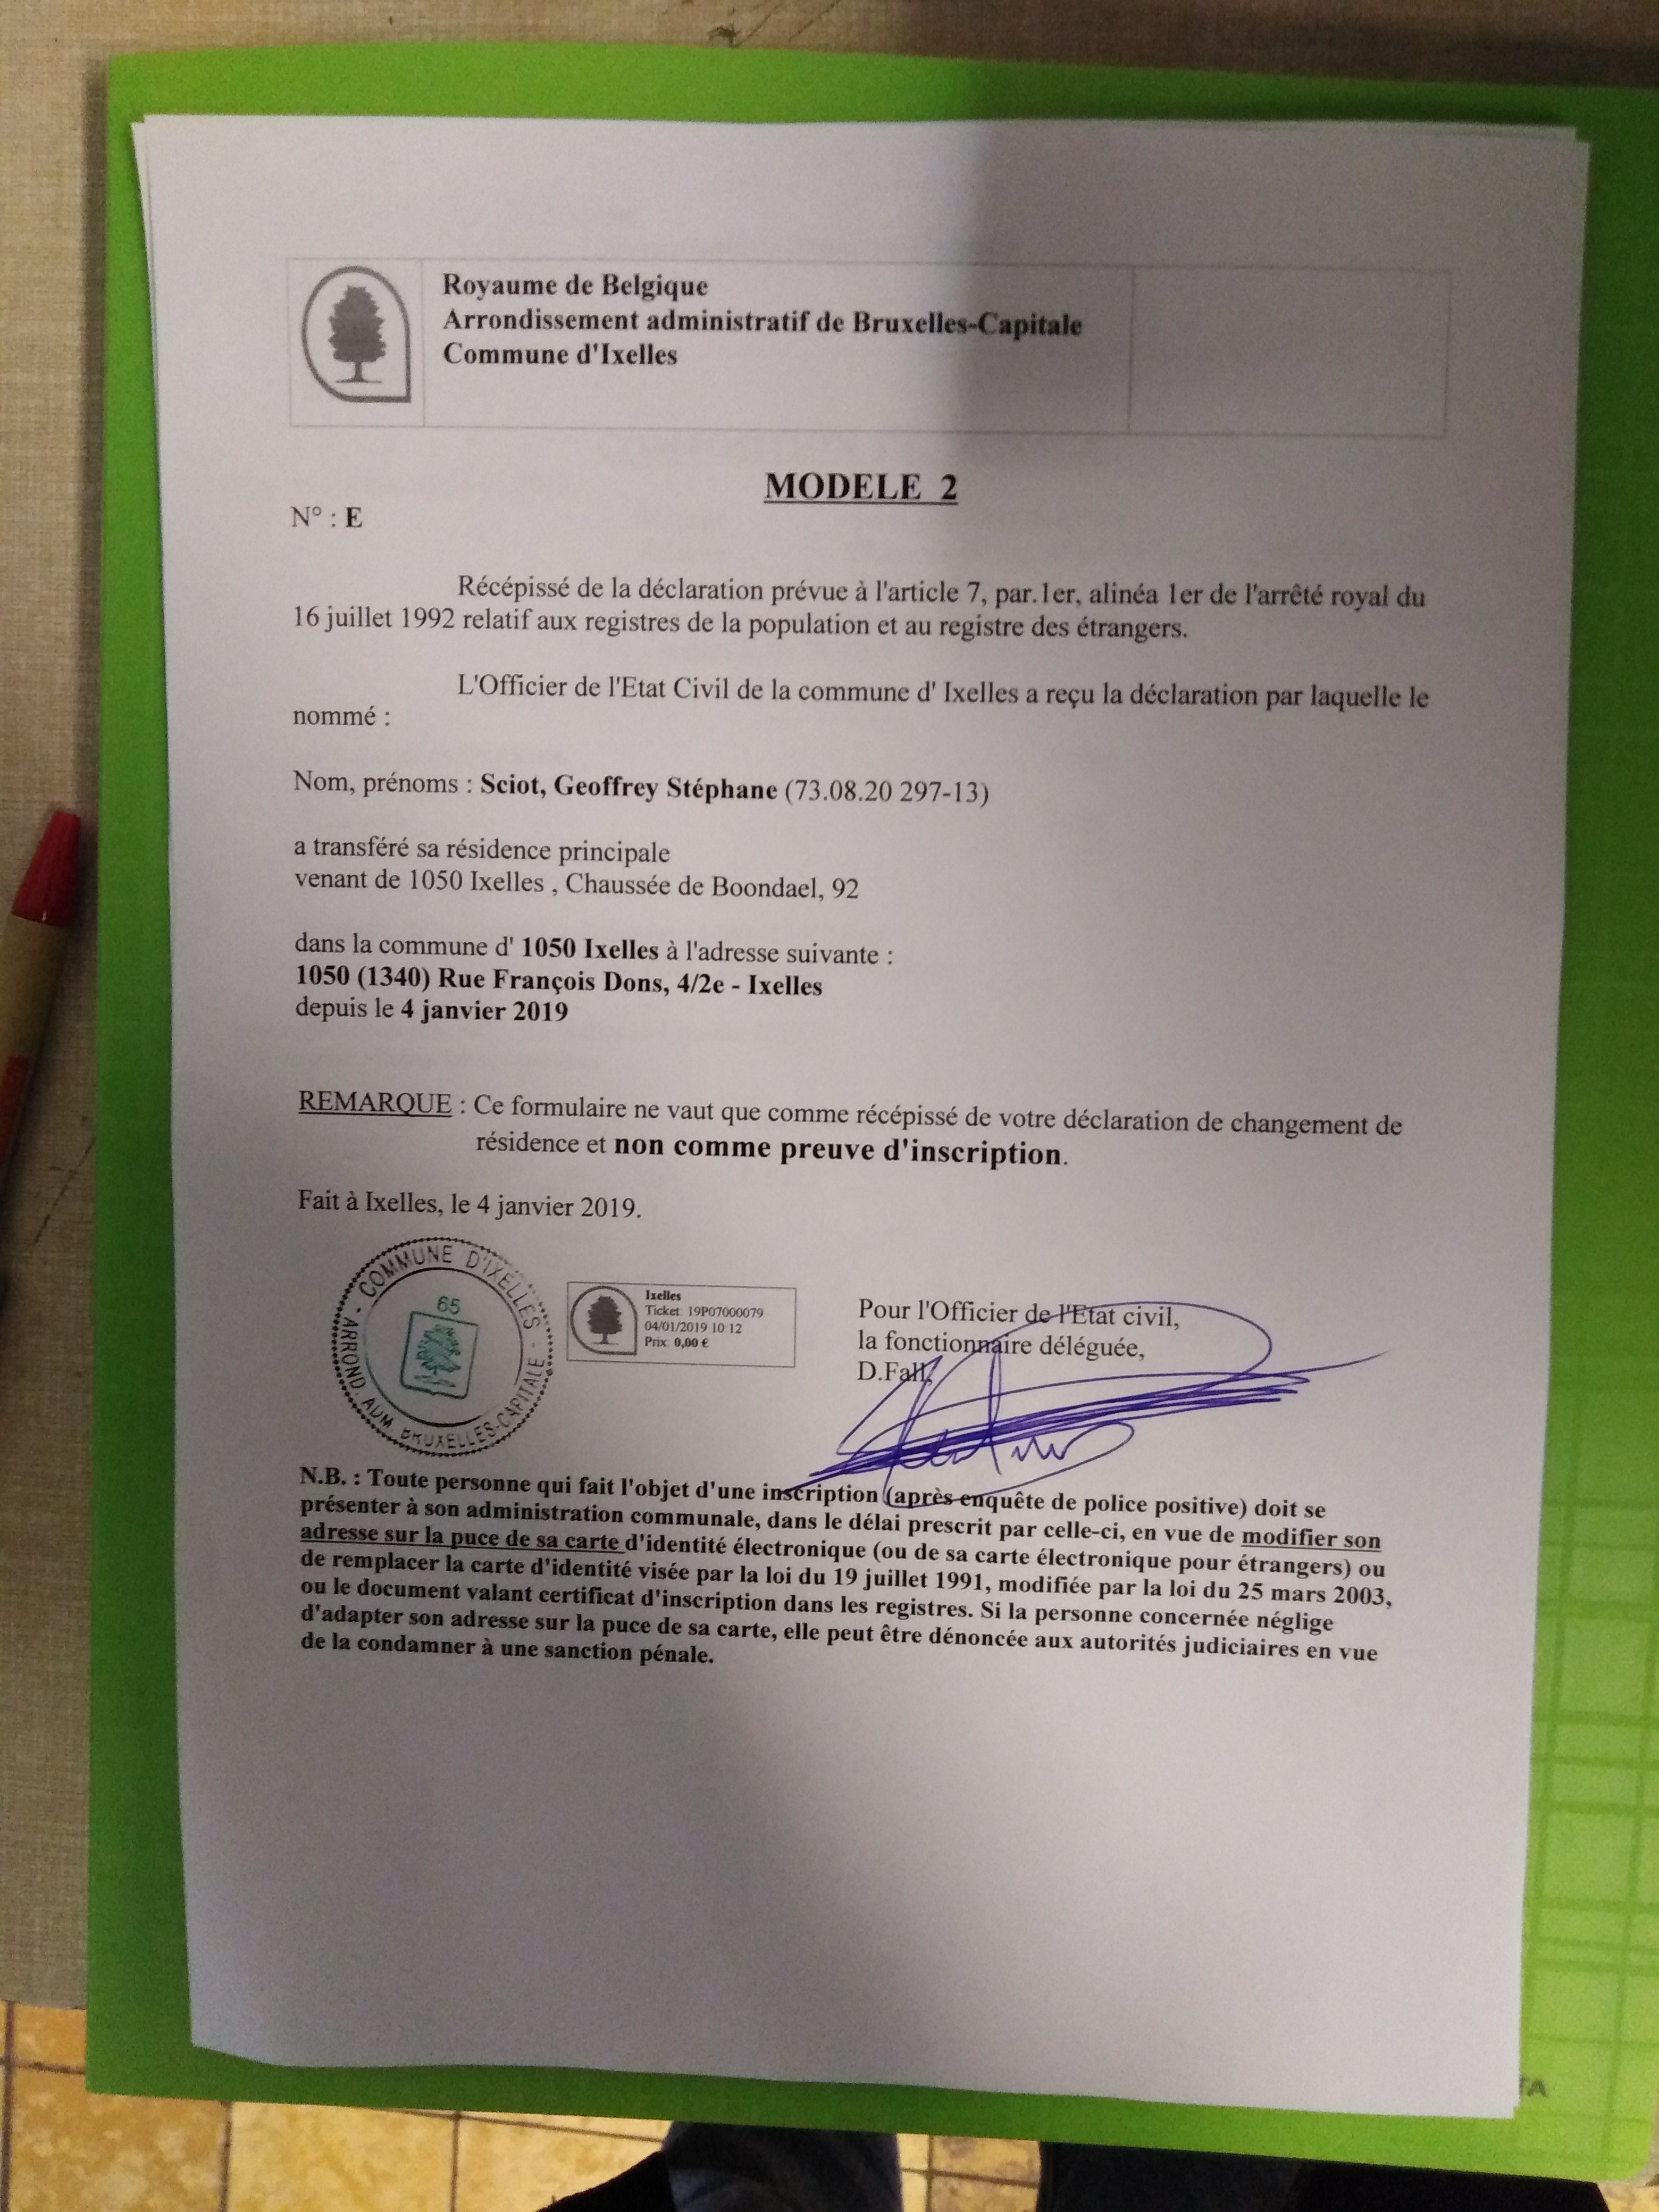 Royaume de Belgique
Arrondissement administratif de Bruxelles-Capitale
Commune d'Ixelles
MODELE 2
N° : E
Récépissé de la déclaration prévue à l'article 7, par.1er, alinéa 1er de l'arrêté royal du
16 juillet 1992 relatif aux registres de la population et au registre des étrangers.
L'Officier de l'Etat Civil de la commune d' Ixelles a reçu la déclaration par laquelle le
nommé :
Nom, prénoms : Sciot, Geoffrey Stéphane (73.08.20 297-13)
a transféré sa résidence principale
venant de 1050 Ixelles , Chaussée de Boondael, 92
dans la commune d' 1050 Ixelles à l'adresse suivante :
1050 (1340) Rue François Dons, 4/2e - Ixelles
depuis le 4 janvier 2019
REMARQUE : Ce formulaire ne vaut que comme récépissé de votre déclaration de changement de
résidence et non comme preuve d'inscription.
Fait à Ixelles, le 4 janvier 2019.
COMMUNE D'IXELLES - ARROND. ADM. BRUXELLES-CAPITALE -
65
Ixelles
Ticket: 19P07000079
04/01/2019 10:12
Prix: 0,00 €
Pour l'Officier de l'Etat civil,
la fonctionnaire déléguée,
D.Fall,
N.B. : Toute personne qui fait l'objet d'une inscription (après enquête de police positive) doit se
présenter à son administration communale, dans le délai prescrit par celle-ci, en vue de modifier son
adresse sur la puce de sa carte d'identité électronique (ou de sa carte électronique pour étrangers) ou
de remplacer la carte d'identité visée par la loi du 19 juillet 1991, modifiée par la loi du 25 mars 2003,
ou le document valant certificat d'inscription dans les registres. Si la personne concernée néglige
d'adapter son adresse sur la puce de sa carte, elle peut être dénoncée aux autorités judiciaires en vue
de la condamner à une sanction pénale.